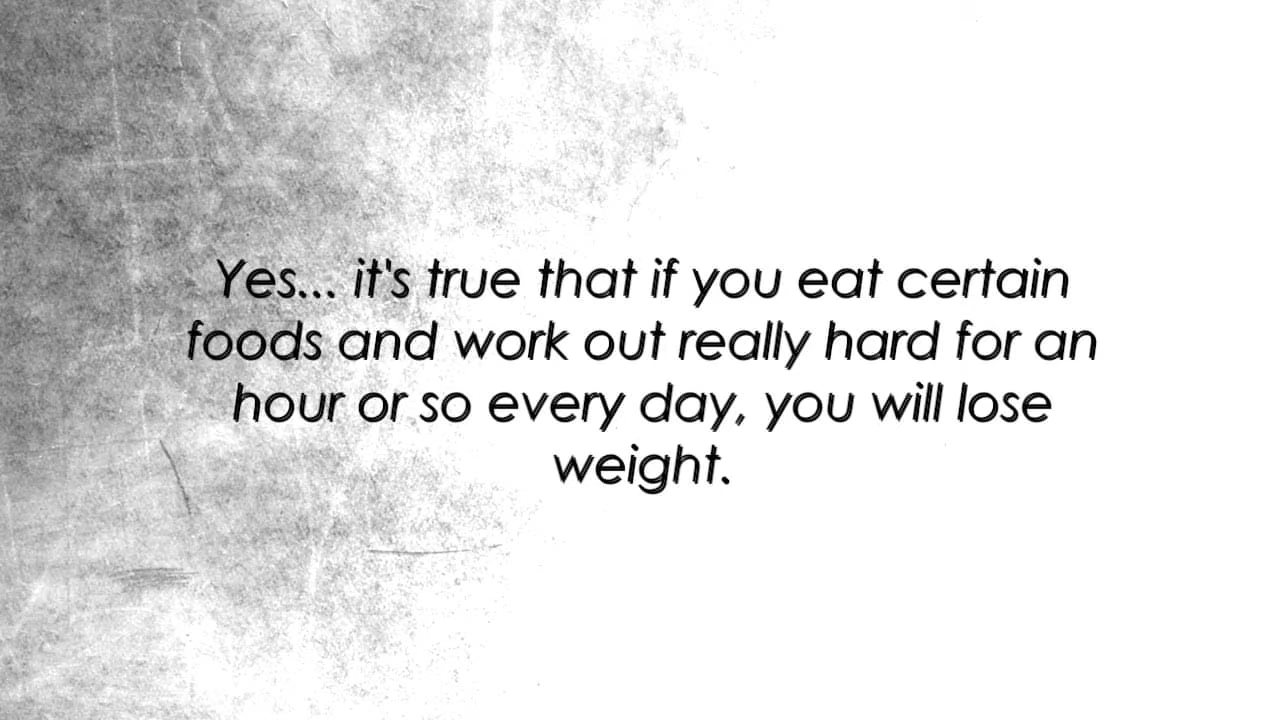 Yes... it's true that if you eat certain
foods and work out really hard for an
hour or so every day, you will lose
weight.